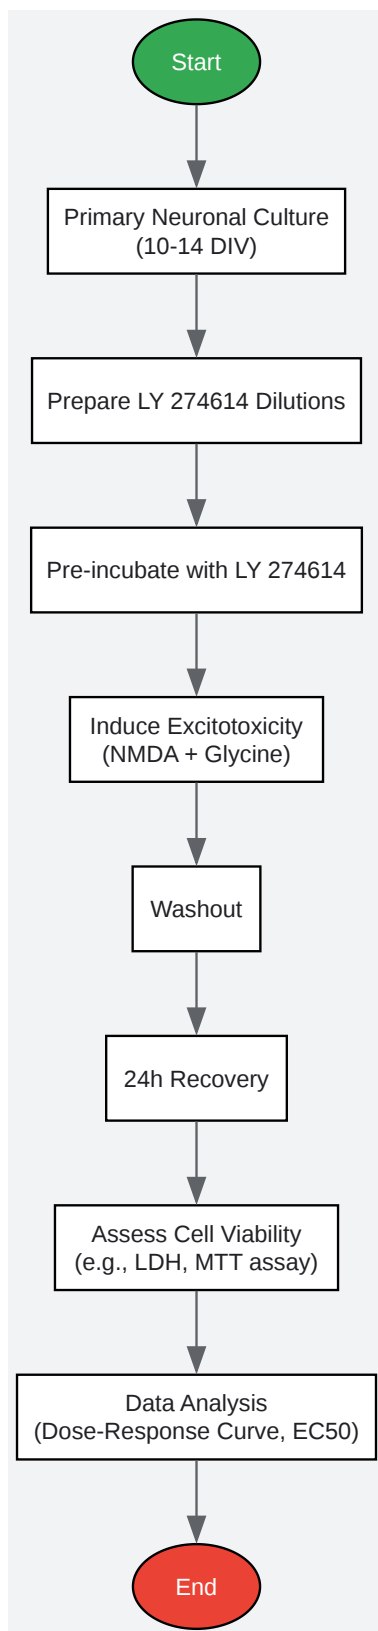 Start
Primary Neuronal Culture
(10-14 DIV)
Prepare LY 274614 Dilutions
Pre-incubate with LY 274614
Induce Excitotoxicity
(NMDA + Glycine)
Washout
24h Recovery
Assess Cell Viability
(e.g., LDH, MTT assay)
Data Analysis
(Dose-Response Curve, EC50)
End